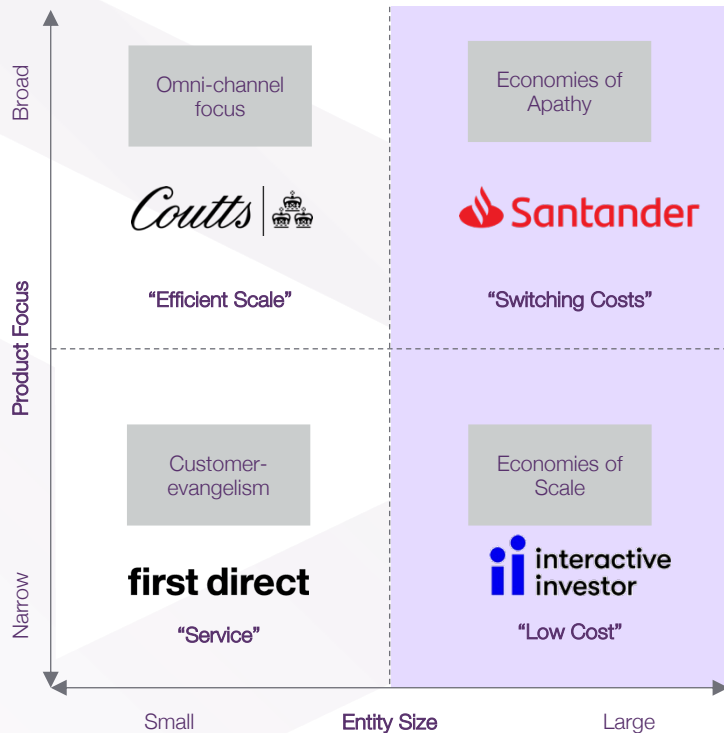 Broad
Omni-channel
focus
Economies of
Apathy
Coutts
Santander
“Efficient Scale”
“Switching Costs”
Product Focus
Customer-
evangelism
Economies of
Scale
first direct
interactive
investor
Narrow
“Service”
“Low Cost”
Small
Entity Size
Large